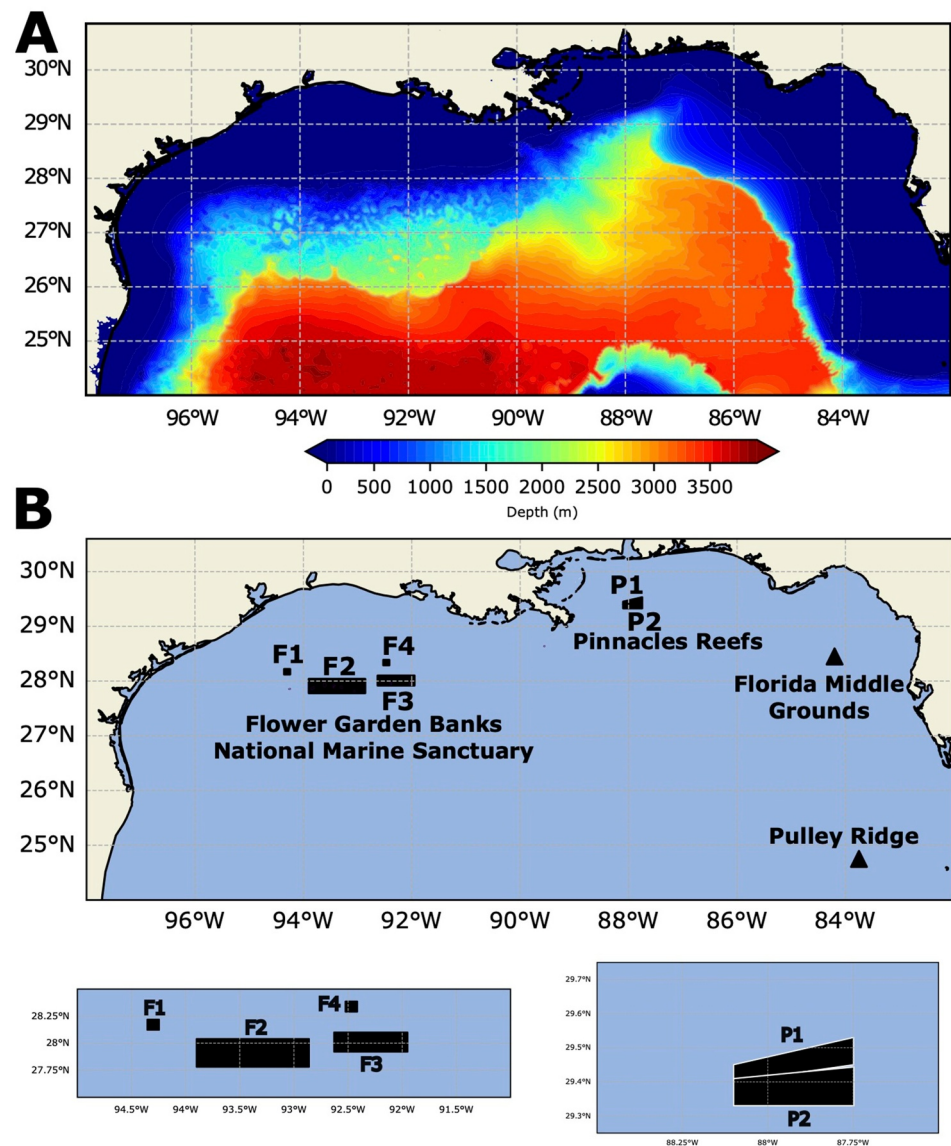 A
30°N
29°N
28°N
27°N
26°N
25°N
96°W 94°W 92°W 90°W 88°W 86°W 84°W
0 500 1000 1500 2000 2500 3000 3500
Depth (m)
B
30°N
29°N
28°N
27°N
26°N
25°N
P1
P2
Pinnacles Reefs
F1
F2
F4
F3
Flower Garden Banks
National Marine Sanctuary
Florida Middle
Grounds
Pulley Ridge
96°W 94°W 92°W 90°W 88°W 86°W 84°W
28.25°N
28°N
27.75°N
F1
F2
F4
F3
94.5°W 94°W 93.5°W 93°W 92.5°W 92°W 91.5°W
29.7°N
29.6°N
29.5°N
29.4°N
29.3°N
P1
P2
88.25°W 88°W 87.75°W